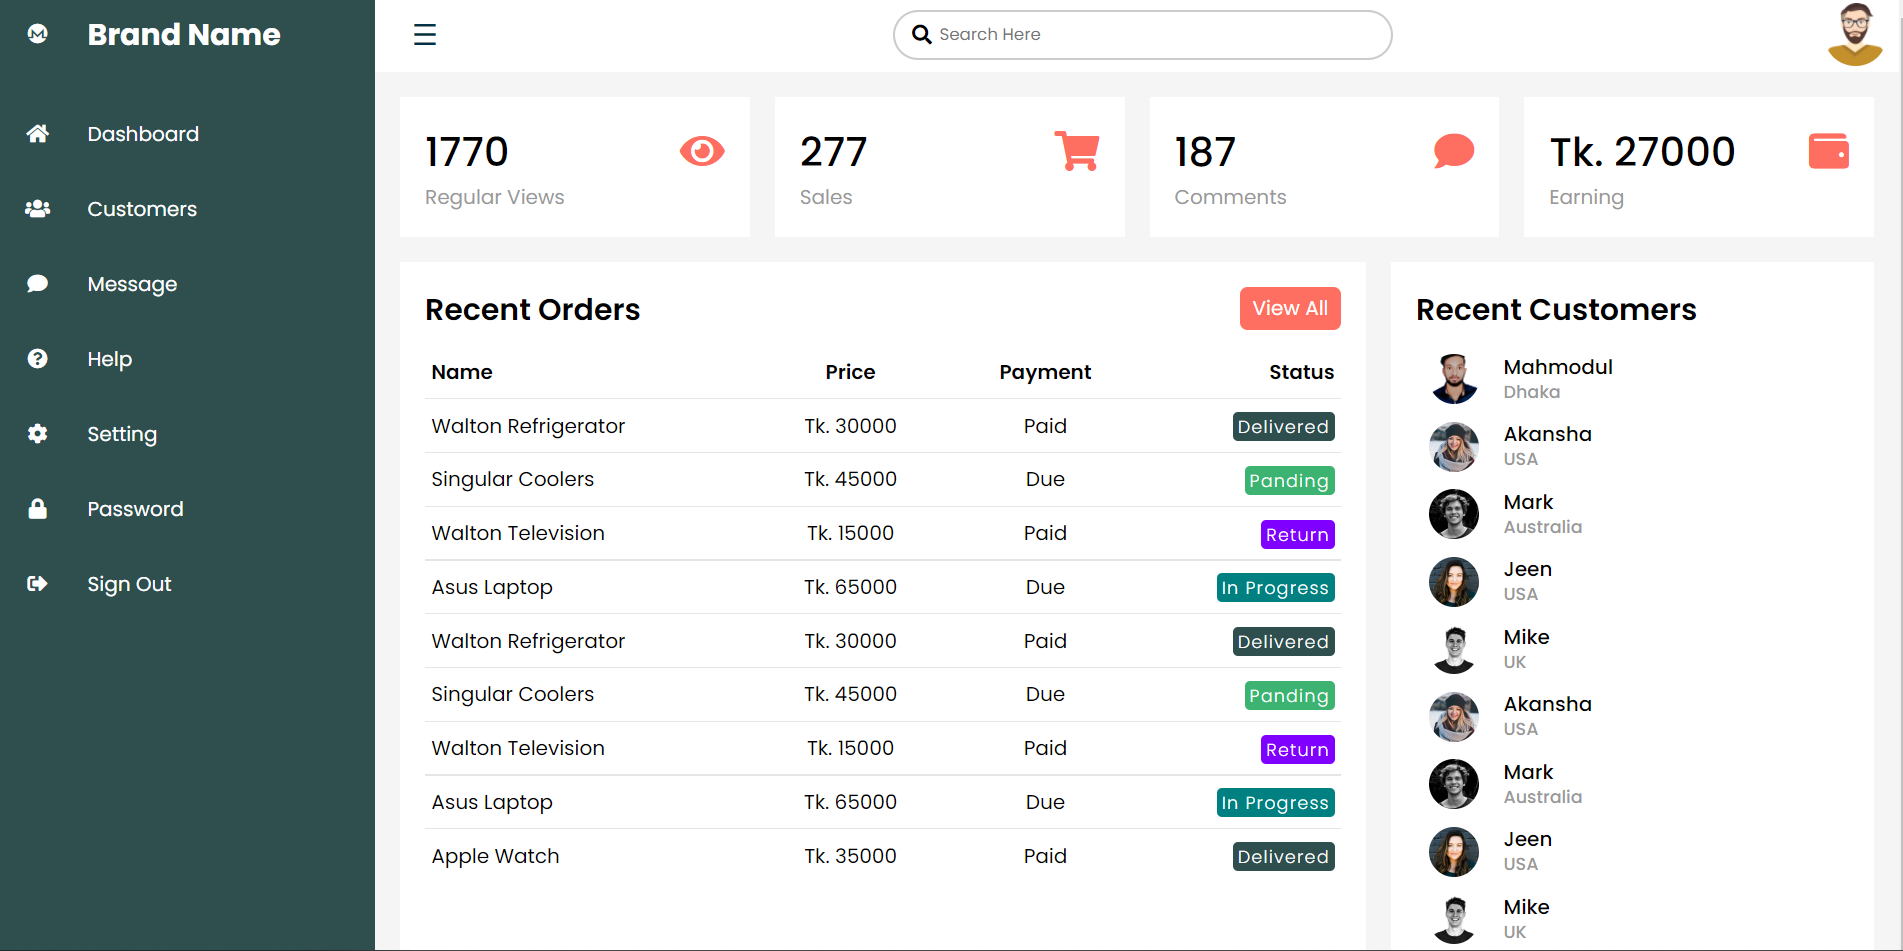 Brand Name
Dashboard
Customers
Message
Help
Setting
Password
Sign Out
Search Here
1770
Regular Views
277
Sales
187
Comments
Tk. 27000
Earning
Recent Orders
View All
Name Price Payment Status
Walton Refrigerator Tk. 30000 Paid Delivered
Singular Coolers Tk. 45000 Due Panding
Walton Television Tk. 15000 Paid Return
Asus Laptop Tk. 65000 Due In Progress
Walton Refrigerator Tk. 30000 Paid Delivered
Singular Coolers Tk. 45000 Due Panding
Walton Television Tk. 15000 Paid Return
Asus Laptop Tk. 65000 Due In Progress
Apple Watch Tk. 35000 Paid Delivered
Recent Customers
Mahmodul
Dhaka
Akansha
USA
Mark
Australia
Jeen
USA
Mike
UK
Akansha
USA
Mark
Australia
Jeen
USA
Mike
UK